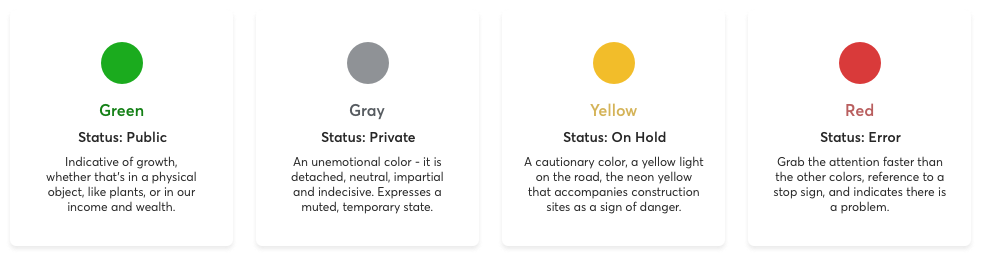 Green
Status: Public
Indicative of growth,
whether that's in a physical
object, like plants, or in our
income and wealth.
Gray
Status: Private
An unemotional color - it is
detached, neutral, impartial
and indecisive. Expresses a
muted, temporary state.
Yellow
Status: On Hold
A cautionary color, a yellow light
on the road, the neon yellow
that accompanies construction
sites as a sign of danger.
Red
Status: Error
Grab the attention faster than
the other colors, reference to a
stop sign, and indicates there is
a problem.